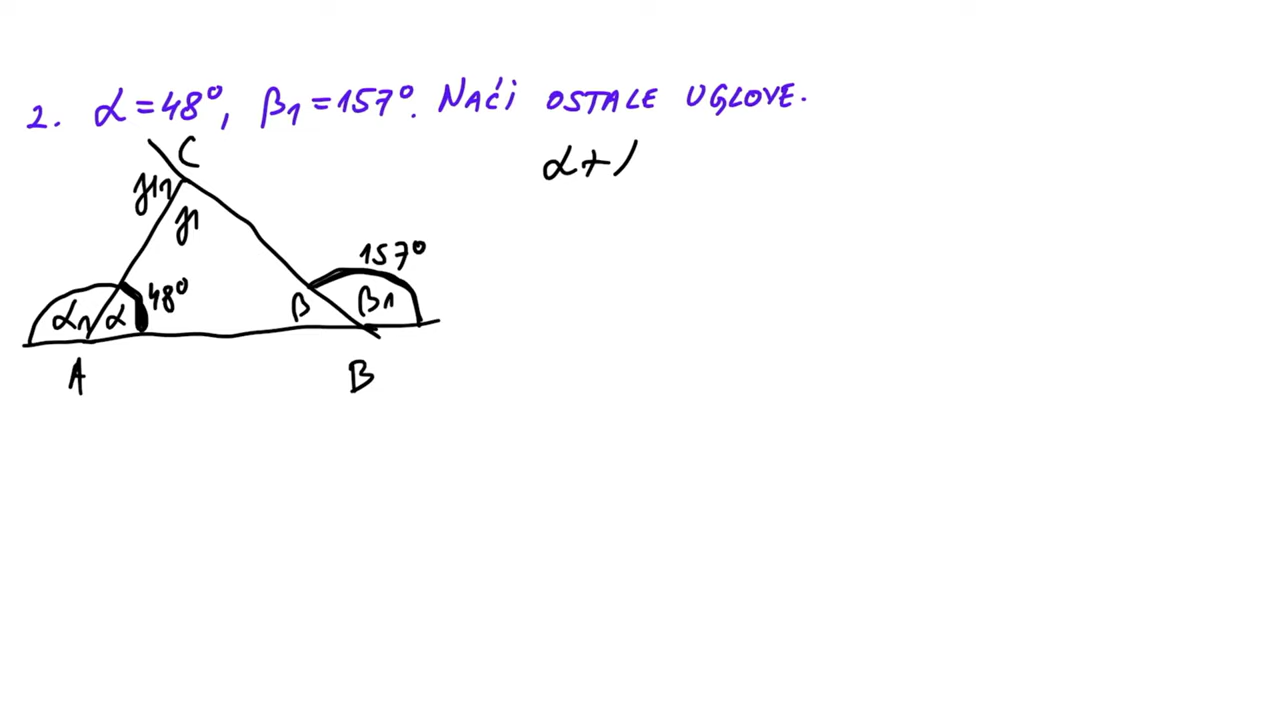 2. α = 48°, β1 = 157°. NAĆI OSTALE UGLOVE.
α +
C
γ1
γ
157°
48°
α1 α
β
β1
A
B